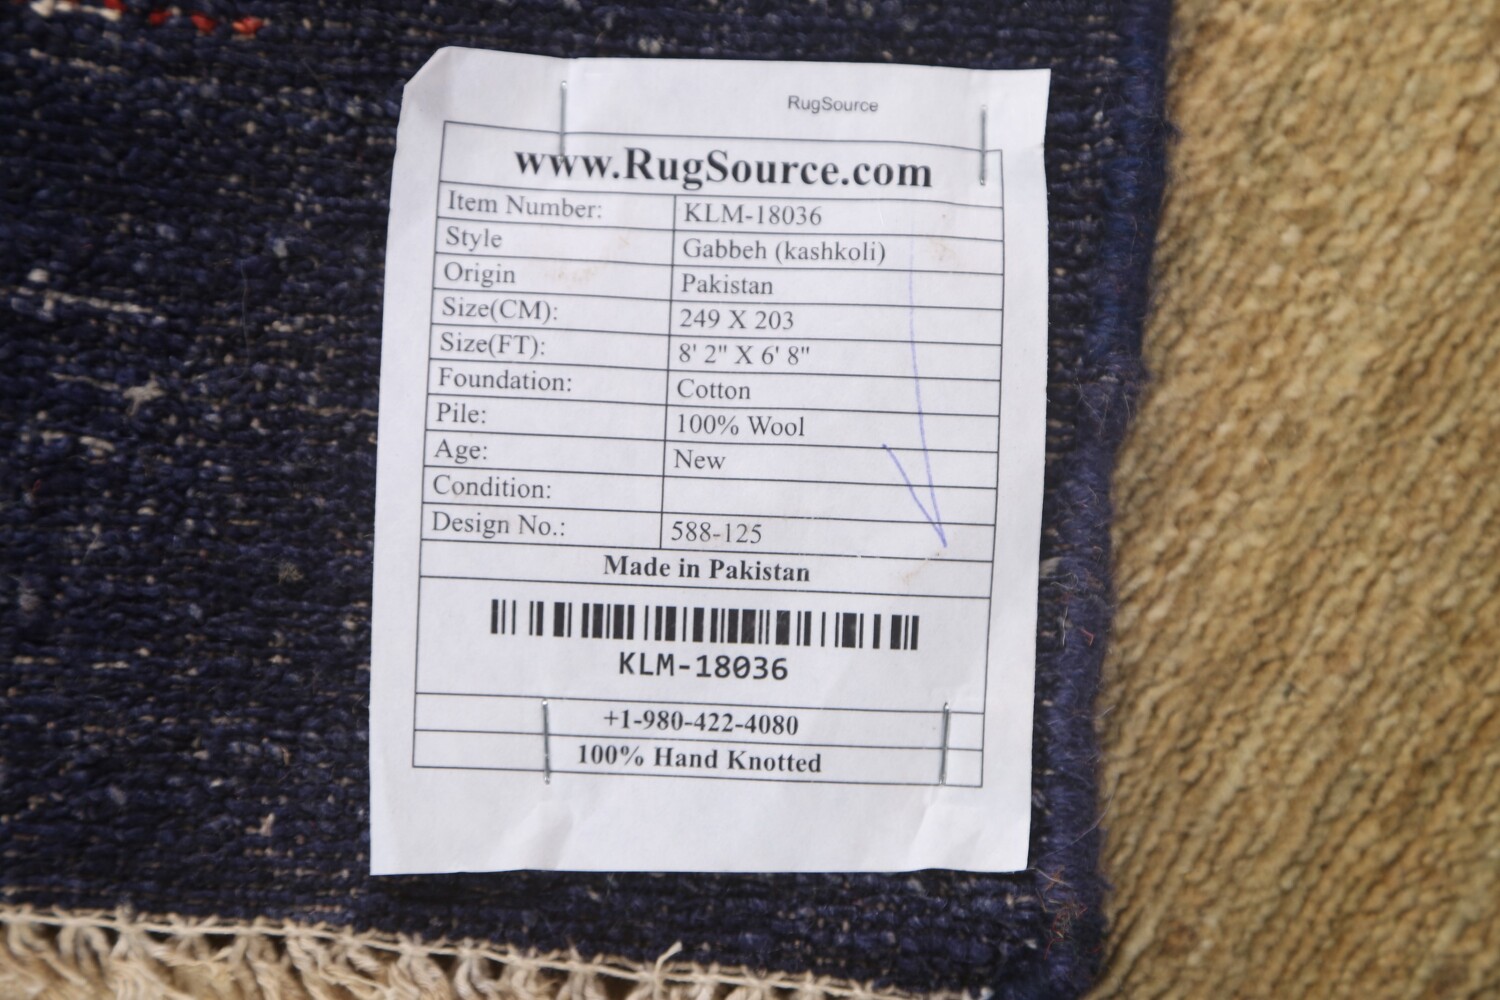 RugSource
www.RugSource.com
Item Number: KLM-18036
Style Gabbeh (kashkoli)
Origin Pakistan
Size(CM): 249 X 203
Size(FT): 8' 2" X 6' 8"
Foundation: Cotton
Pile: 100% Wool
Age: New
Condition:
Design No.: 588-125
Made in Pakistan
KLM-18036
+1-980-422-4080
100% Hand Knotted